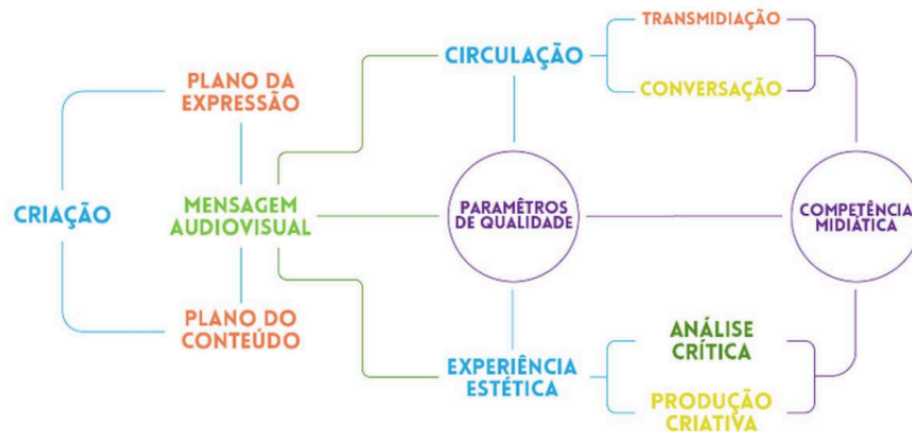 CRIAÇÃO
PLANO DA
EXPRESSÃO
MENSAGEM
AUDIOVISUAL
PLANO DO
CONTEÚDO
CIRCULAÇÃO
TRANSMIDIAÇÃO
CONVERSAÇÃO
PARAMÊTROS
DE QUALIDADE
COMPETÊNCIA
MIDIÁTICA
EXPERIÊNCIA
ESTÉTICA
ANÁLISE
CRÍTICA
PRODUÇÃO
CRIATIVA